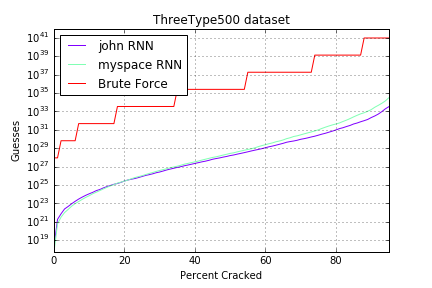 ThreeType500 dataset
10^41
10^39
10^37
10^35
10^33
10^31
10^29
10^27
10^25
10^23
10^21
10^19
Guesses
john RNN
myspace RNN
Brute Force
0 20 40 60 80
Percent Cracked